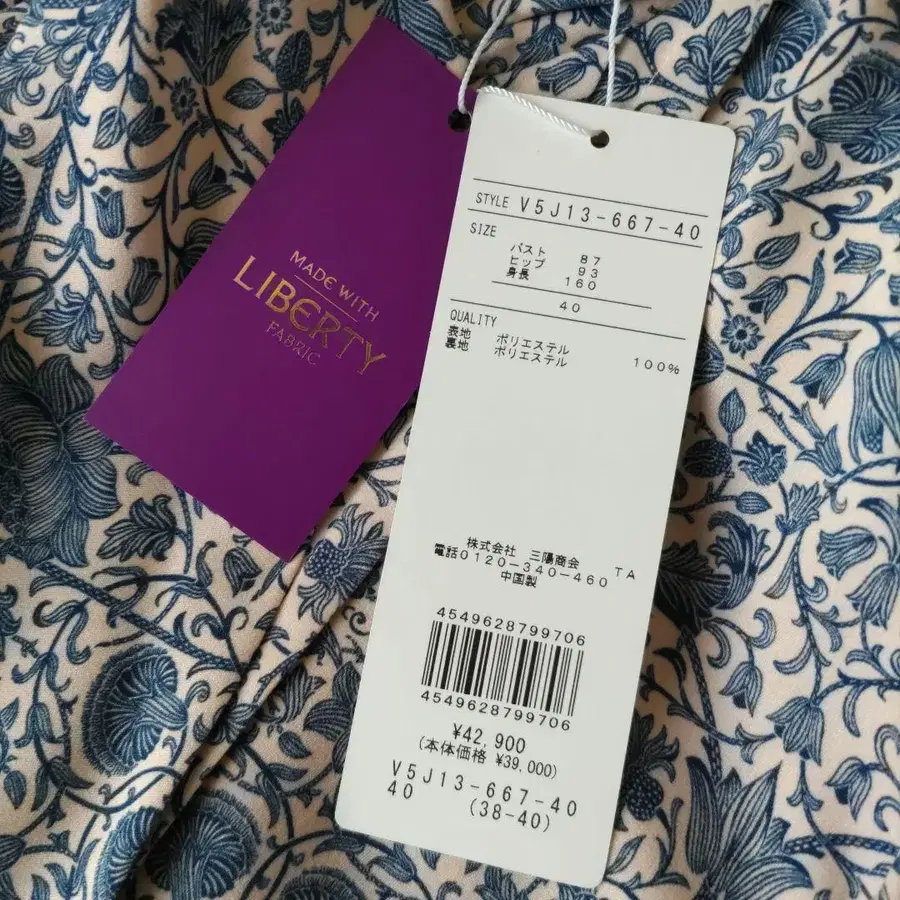 MADE WITH
LIBERTY
FABRIC
STYLE V5J13-667-40
SIZE
バスト 87
ヒップ 93
身長 160
40
QUALITY
表地 ポリエステル
裏地 ポリエステル 100%
株式会社 三陽商会
電話0120-340-460 TA
中国製
4549628799706
4549628799706
¥42,900
(本体価格 ¥39,000)
V5J13-667-40
40 (38-40)